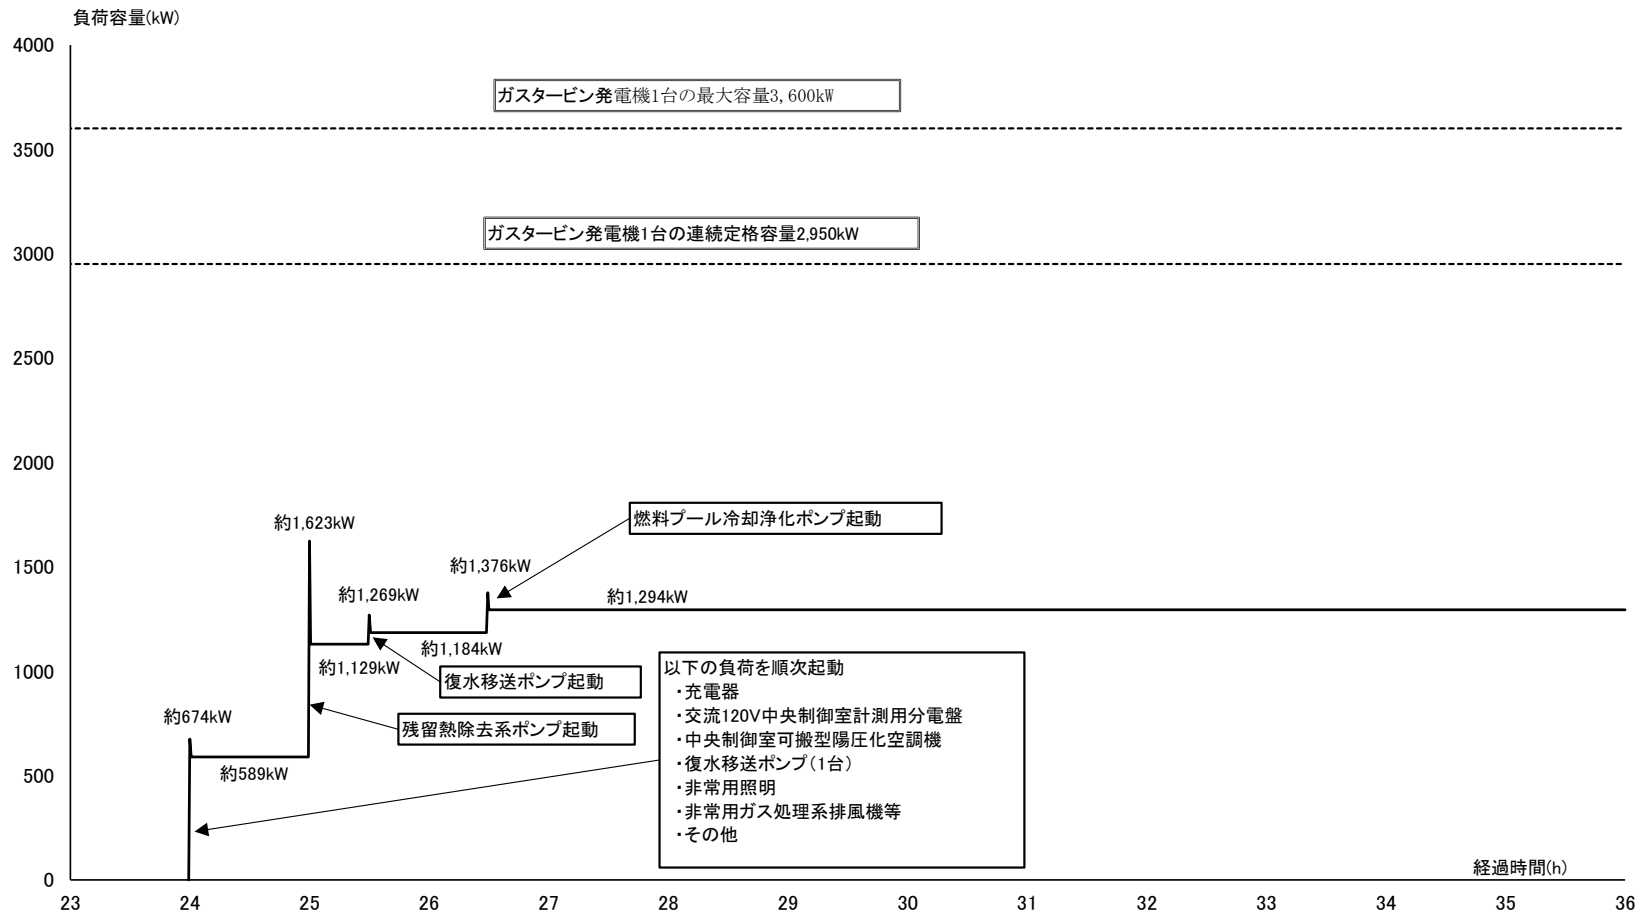 負荷容量(kW)
4000
ガスタービン発電機1台の最大容量3,600kW
3500
ガスタービン発電機1台の連続定格容量2,950kW
3000
2500
2000
約1,623kW
燃料プール冷却浄化ポンプ起動
1500
約1,376kW
約1,269kW
約1,294kW
約1,184kW
1000
約1,129kW
復水移送ポンプ起動
約674kW
残留熱除去系ポンプ起動
500
約589kW
以下の負荷を順次起動
・充電器
・交流120V中央制御室計測用分電盤
・中央制御室可搬型陽圧化空調機
・復水移送ポンプ(1台)
・非常用照明
・非常用ガス処理系排風機等
・その他
経過時間(h)
0
23 24 25 26 27 28 29 30 31 32 33 34 35 36